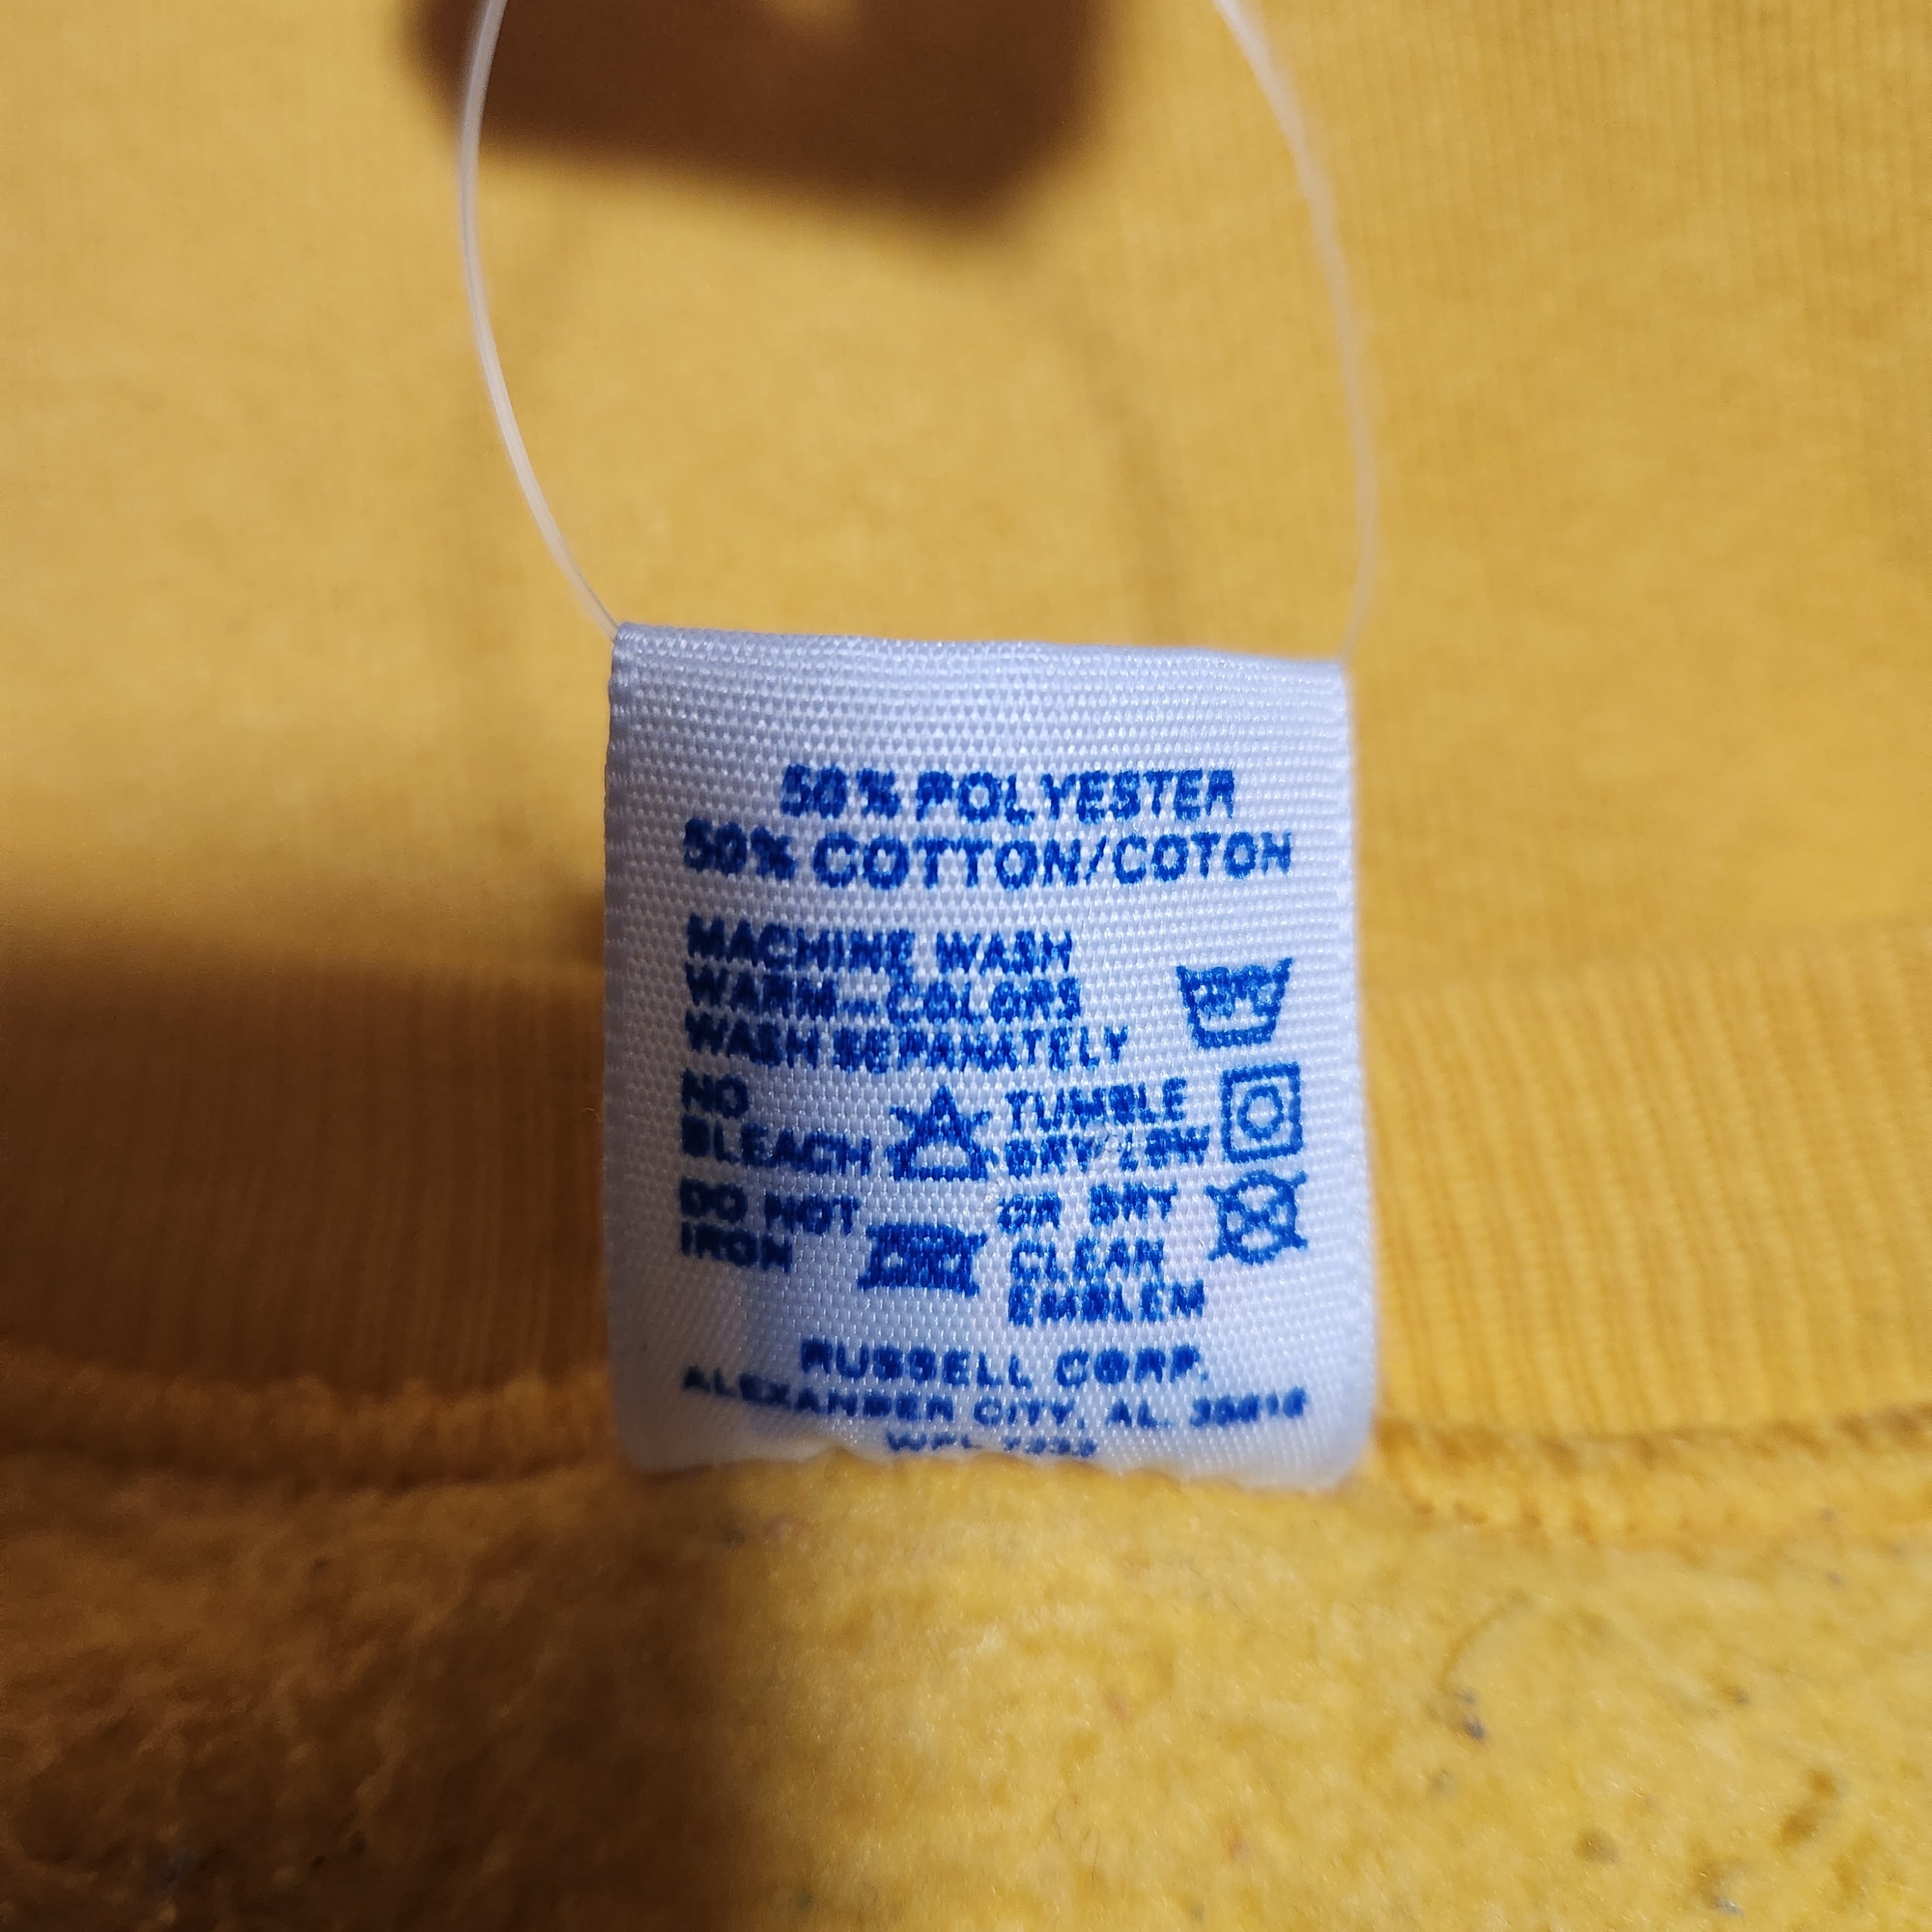 50% POLYESTER
50% COTTON/COTON
MACHINE WASH
WARM—COLORS
WASH SEPARATELY
NO
BLEACH
TUMBLE
DRY LOW
DO NOT
IRON
OR DRY
CLEAN
EMBLEM
RUSSELL CORP.
ALEXANDER CITY, AL.
WPL